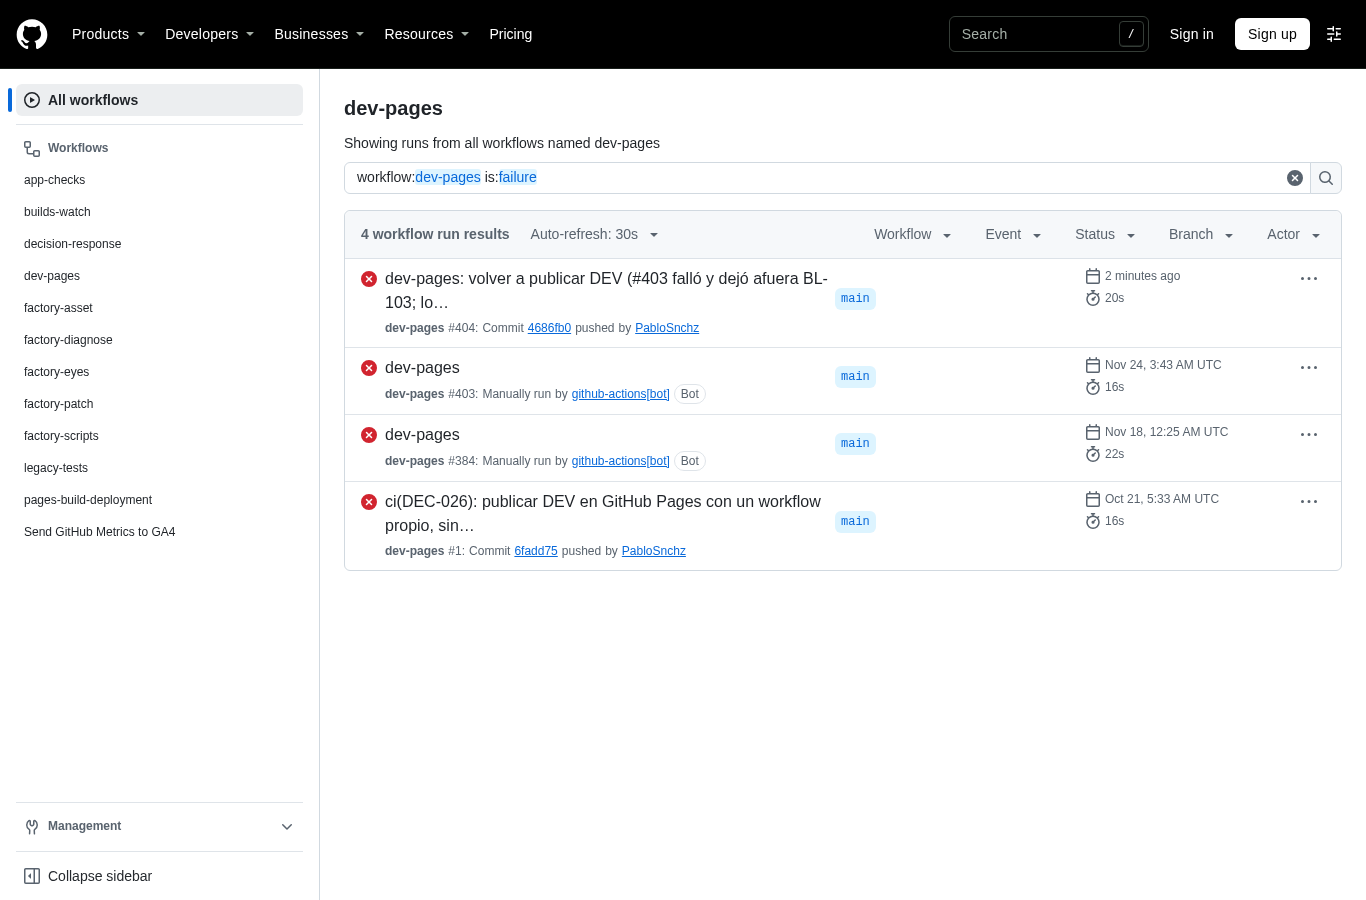 Products Developers Businesses Resources Pricing Search / Sign in Sign up
All workflows
Workflows
app-checks
builds-watch
decision-response
dev-pages
factory-asset
factory-diagnose
factory-eyes
factory-patch
factory-scripts
legacy-tests
pages-build-deployment
Send GitHub Metrics to GA4
Management
Collapse sidebar
dev-pages
Showing runs from all workflows named dev-pages
workflow:dev-pages is:failure
4 workflow run results Auto-refresh: 30s Workflow Event Status Branch Actor
dev-pages: volver a publicar DEV (#403 falló y dejó afuera BL-
103; lo…
dev-pages #404: Commit 4686fb0 pushed by PabloSnchz
main
2 minutes ago
20s
dev-pages
dev-pages #403: Manually run by github-actions[bot] Bot
main
Nov 24, 3:43 AM UTC
16s
dev-pages
dev-pages #384: Manually run by github-actions[bot] Bot
main
Nov 18, 12:25 AM UTC
22s
ci(DEC-026): publicar DEV en GitHub Pages con un workflow
propio, sin…
dev-pages #1: Commit 6fadd75 pushed by PabloSnchz
main
Oct 21, 5:33 AM UTC
16s